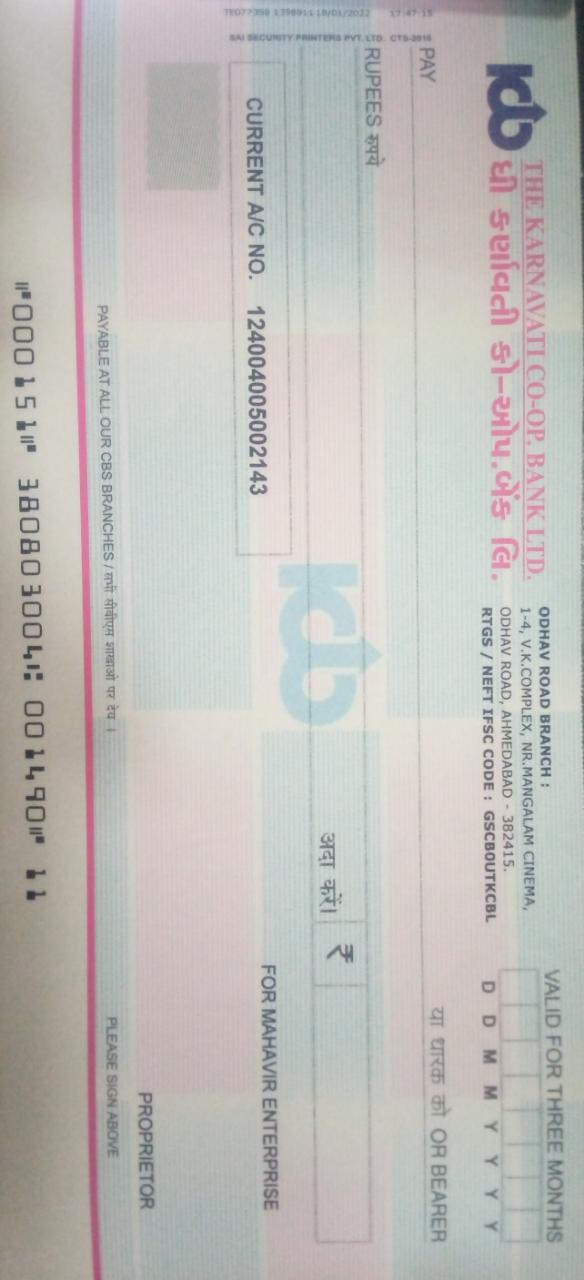 THE KARNAVATI CO-OP. BANK LTD.
ધી કર્ણાવતી કો-ઓપ.બેંક લિ.
ODHAV ROAD BRANCH :
1-4, V.K.COMPLEX, NR.MANGALAM CINEMA,
ODHAV ROAD, AHMEDABAD - 382415.
RTGS / NEFT IFSC CODE : GSCB0UTKCBL
VALID FOR THREE MONTHS
D D M M Y Y Y Y
PAY या धारक को OR BEARER
RUPEES रुपये
अदा करें। ₹
CURRENT A/C NO. 124004005002143
FOR MAHAVIR ENTERPRISE
PROPRIETOR
PAYABLE AT ALL OUR CBS BRANCHES / सभी सीबीएस शाखाओ पर देय ।
PLEASE SIGN ABOVE
⑈000151⑈ 380803004⑆ 001490⑈ 11
SAI SECURITY PRINTERS PVT. LTD. CTS-2010